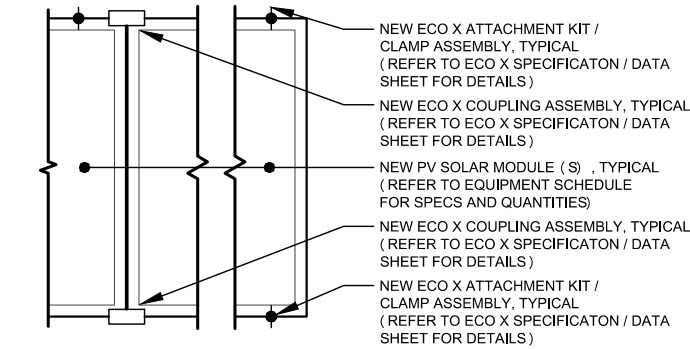 NEW ECO X ATTACHMENT KIT /
CLAMP ASSEMBLY, TYPICAL
( REFER TO ECO X SPECIFICATON / DATA
SHEET FOR DETAILS )
NEW ECO X COUPLING ASSEMBLY, TYPICAL
( REFER TO ECO X SPECIFICATON / DATA
SHEET FOR DETAILS )
NEW PV SOLAR MODULE ( S) , TYPICAL
( REFER TO EQUIPMENT SCHEDULE
FOR SPECS AND QUANTITIES)
NEW ECO X COUPLING ASSEMBLY, TYPICAL
( REFER TO ECO X SPECIFICATON / DATA
SHEET FOR DETAILS )
NEW ECO X ATTACHMENT KIT /
CLAMP ASSEMBLY, TYPICAL
( REFER TO ECO X SPECIFICATON / DATA
SHEET FOR DETAILS )